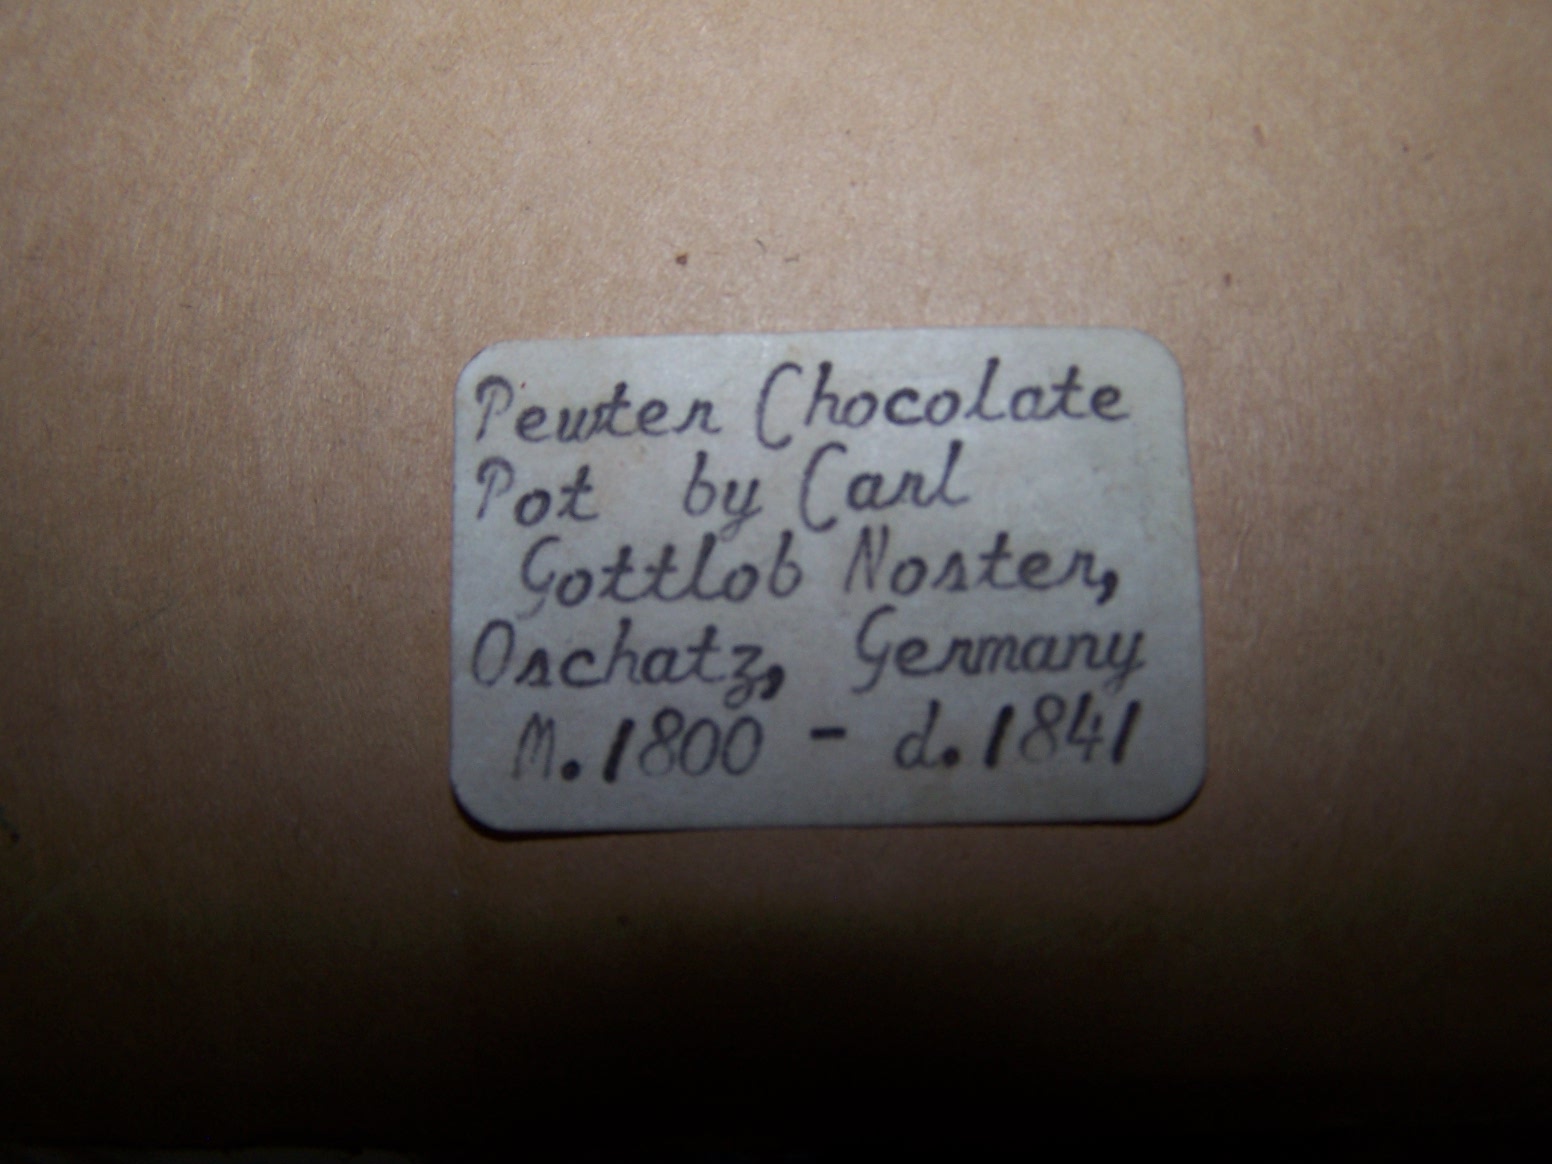 Pewter Chocolate
Pot by Carl
Gottlob Noster,
Oschatz, Germany
M. 1800 - d. 1841